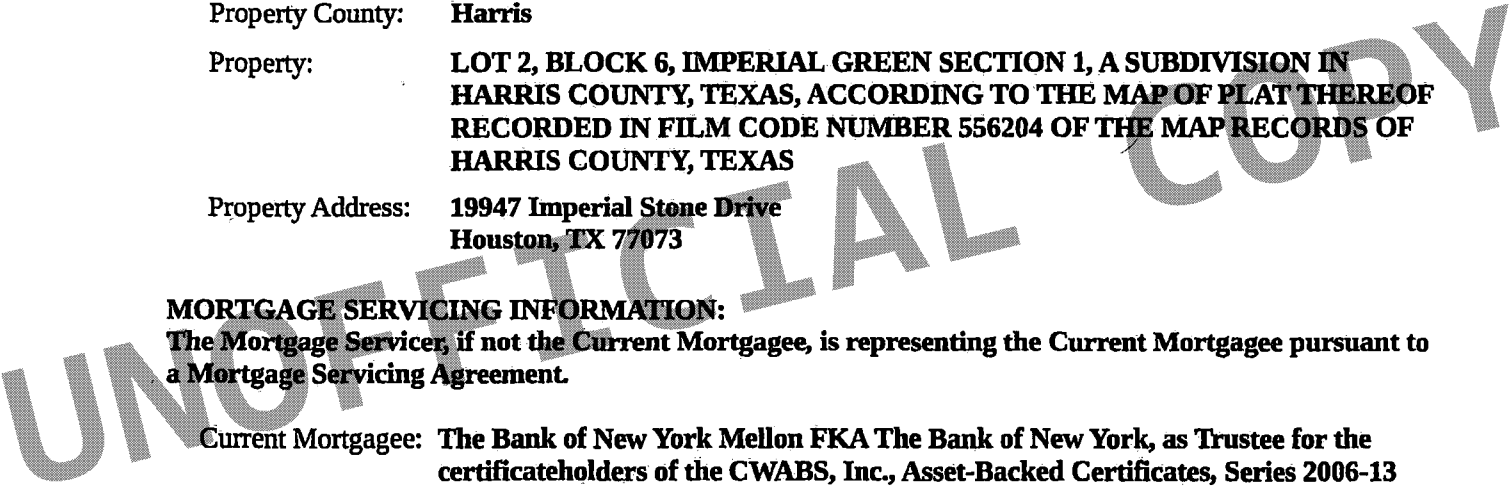 Property County: Harris
Property: LOT 2, BLOCK 6, IMPERIAL GREEN SECTION 1, A SUBDIVISION IN
HARRIS COUNTY, TEXAS, ACCORDING TO THE MAP OF PLAT THEREOF
RECORDED IN FILM CODE NUMBER 556204 OF THE MAP RECORDS OF
HARRIS COUNTY, TEXAS
Property Address: 19947 Imperial Stone Drive
Houston, TX 77073
MORTGAGE SERVICING INFORMATION:
The Mortgage Servicer, if not the Current Mortgagee, is representing the Current Mortgagee pursuant to
a Mortgage Servicing Agreement.
Current Mortgagee: The Bank of New York Mellon FKA The Bank of New York, as Trustee for the
certificateholders of the CWABS, Inc., Asset-Backed Certificates, Series 2006-13
UNOFFICIAL COPY